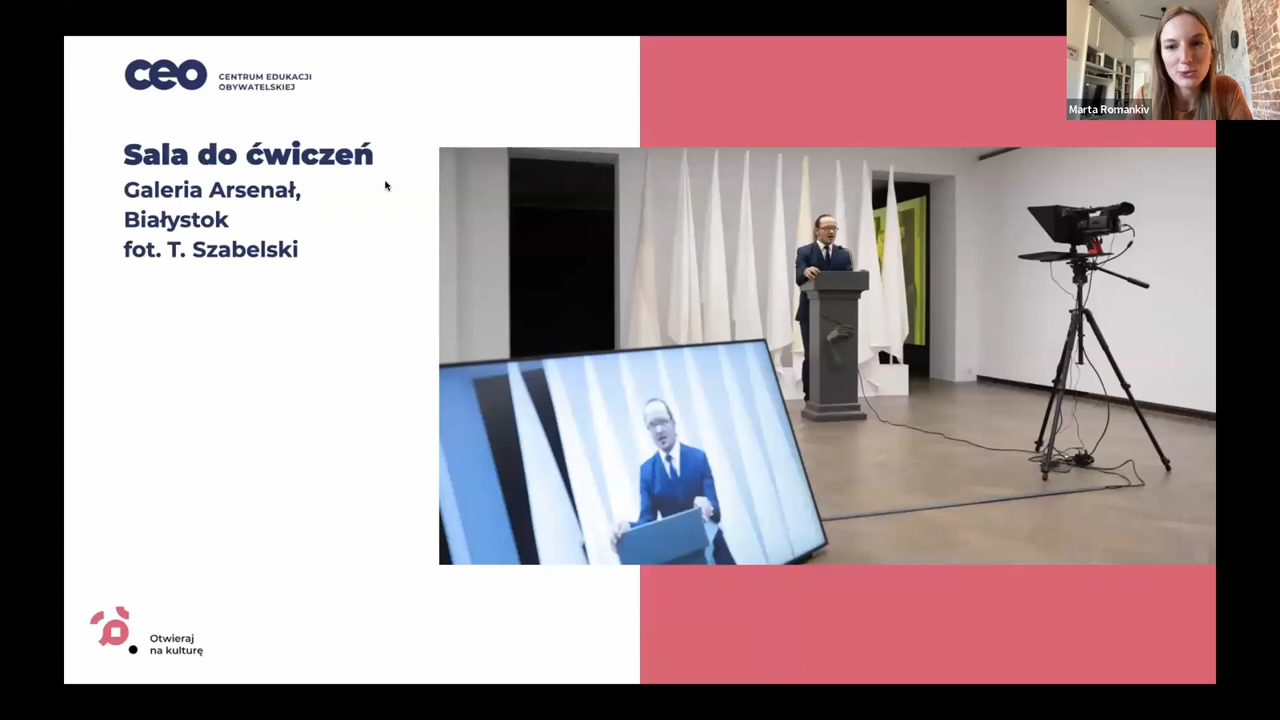 ceo
CENTRUM EDUKACJI
OBYWATELSKIEJ
Marta Romankiv
Sala do ćwiczeń
Galeria Arsenał,
Białystok
fot. T. Szabelski
Otwieraj
na kulturę